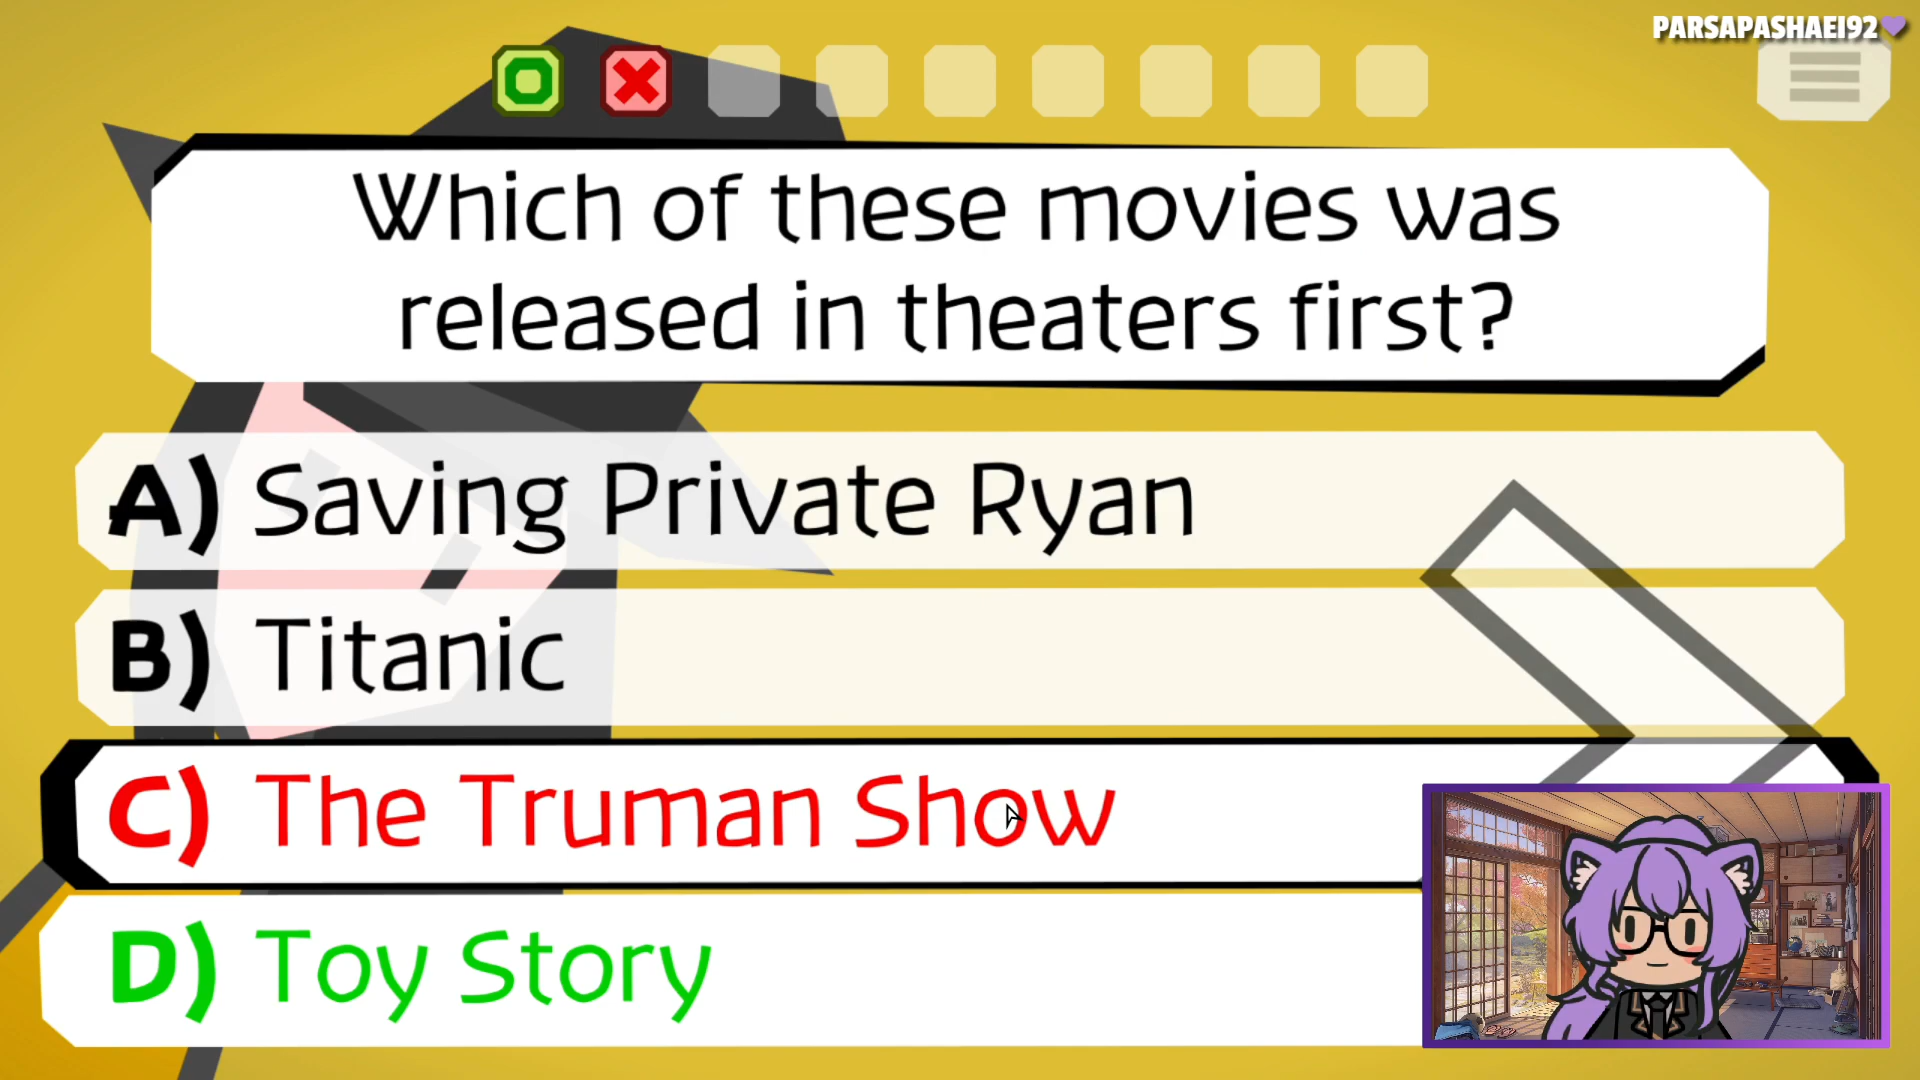 PARSAPASHAEI92
Which of these movies was
released in theaters first?
A) Saving Private Ryan
B) Titanic
C) The Truman Show
D) Toy Story